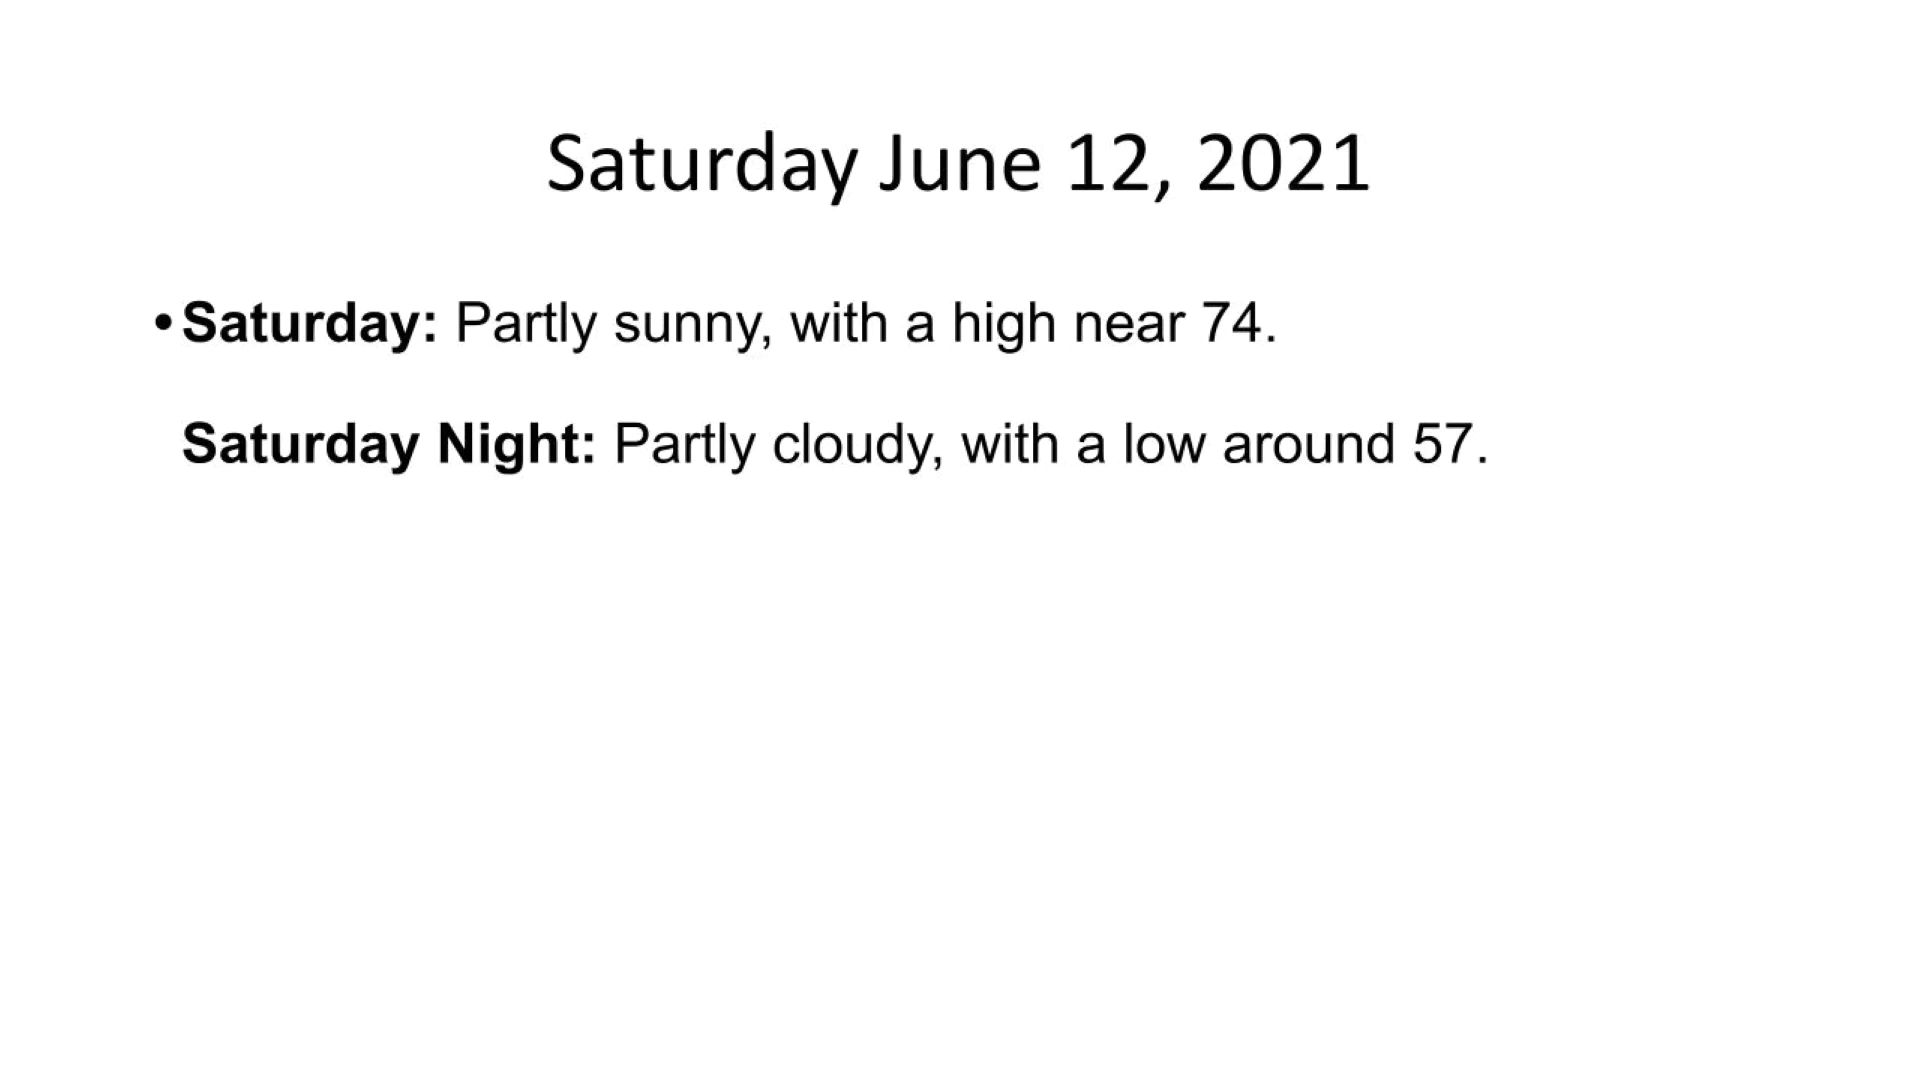 Saturday June 12, 2021
•Saturday: Partly sunny, with a high near 74.
Saturday Night: Partly cloudy, with a low around 57.